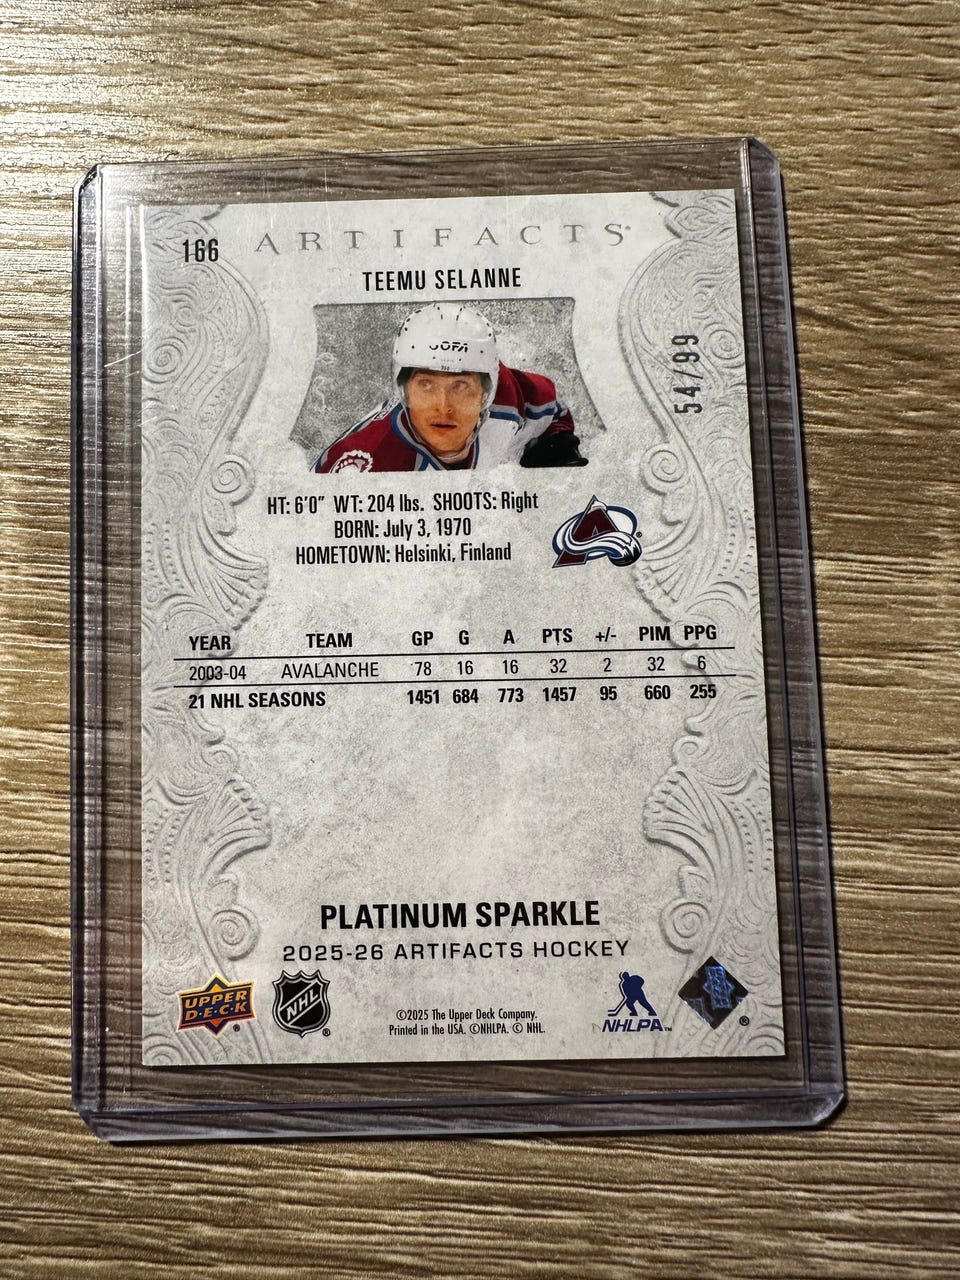 166
ARTIFACTS®
TEEMU SELANNE
54/99
JOFA
HT: 6'0" WT: 204 lbs. SHOOTS: Right
BORN: July 3, 1970
HOMETOWN: Helsinki, Finland
A
YEAR TEAM GP G A PTS +/- PIM PPG
2003-04 AVALANCHE 78 16 16 32 2 32 6
21 NHL SEASONS 1451 684 773 1457 95 660 255
PLATINUM SPARKLE
2025-26 ARTIFACTS HOCKEY
UPPER
D·E·C·K ®
NHL ®
©2025 The Upper Deck Company.
Printed in the USA. ©NHLPA. © NHL.
NHLPA™
®